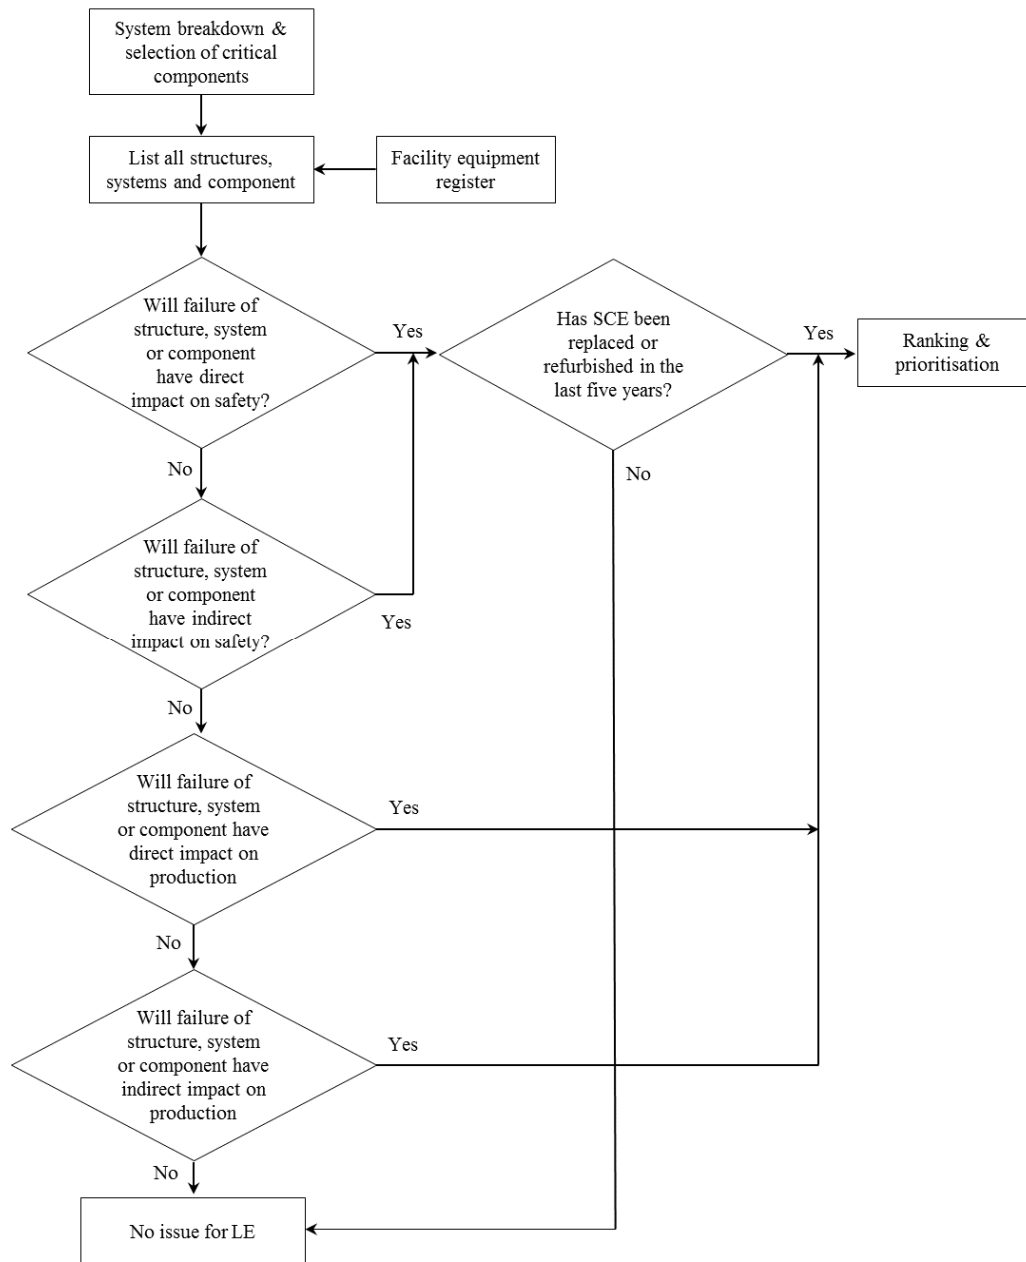 System breakdown &
selection of critical
components
List all structures,
systems and component
Facility equipment
register
Will failure of
structure, system
or component
have direct
impact on safety?
Yes
Has SCE been
replaced or
refurbished in the
last five years?
Yes
Ranking &
prioritisation
No
No
Will failure of
structure, system
or component
have indirect
impact on safety?
Yes
No
Will failure of
structure, system
or component have
direct impact on
production
Yes
No
Will failure of
structure, system
or component have
indirect impact on
production
Yes
No
No issue for LE